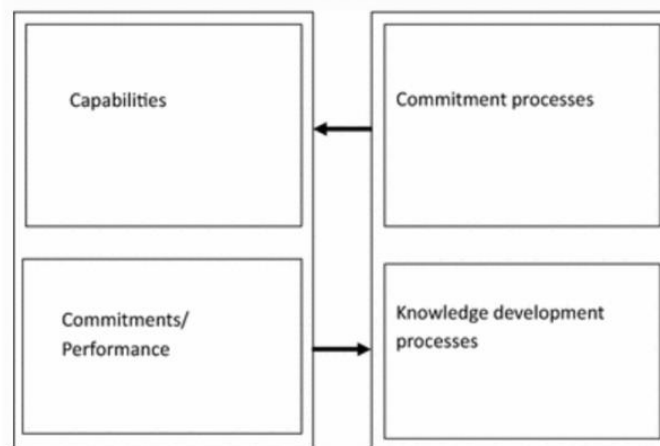 Capabilities
Commitment processes
Commitments/
Performance
Knowledge development
processes